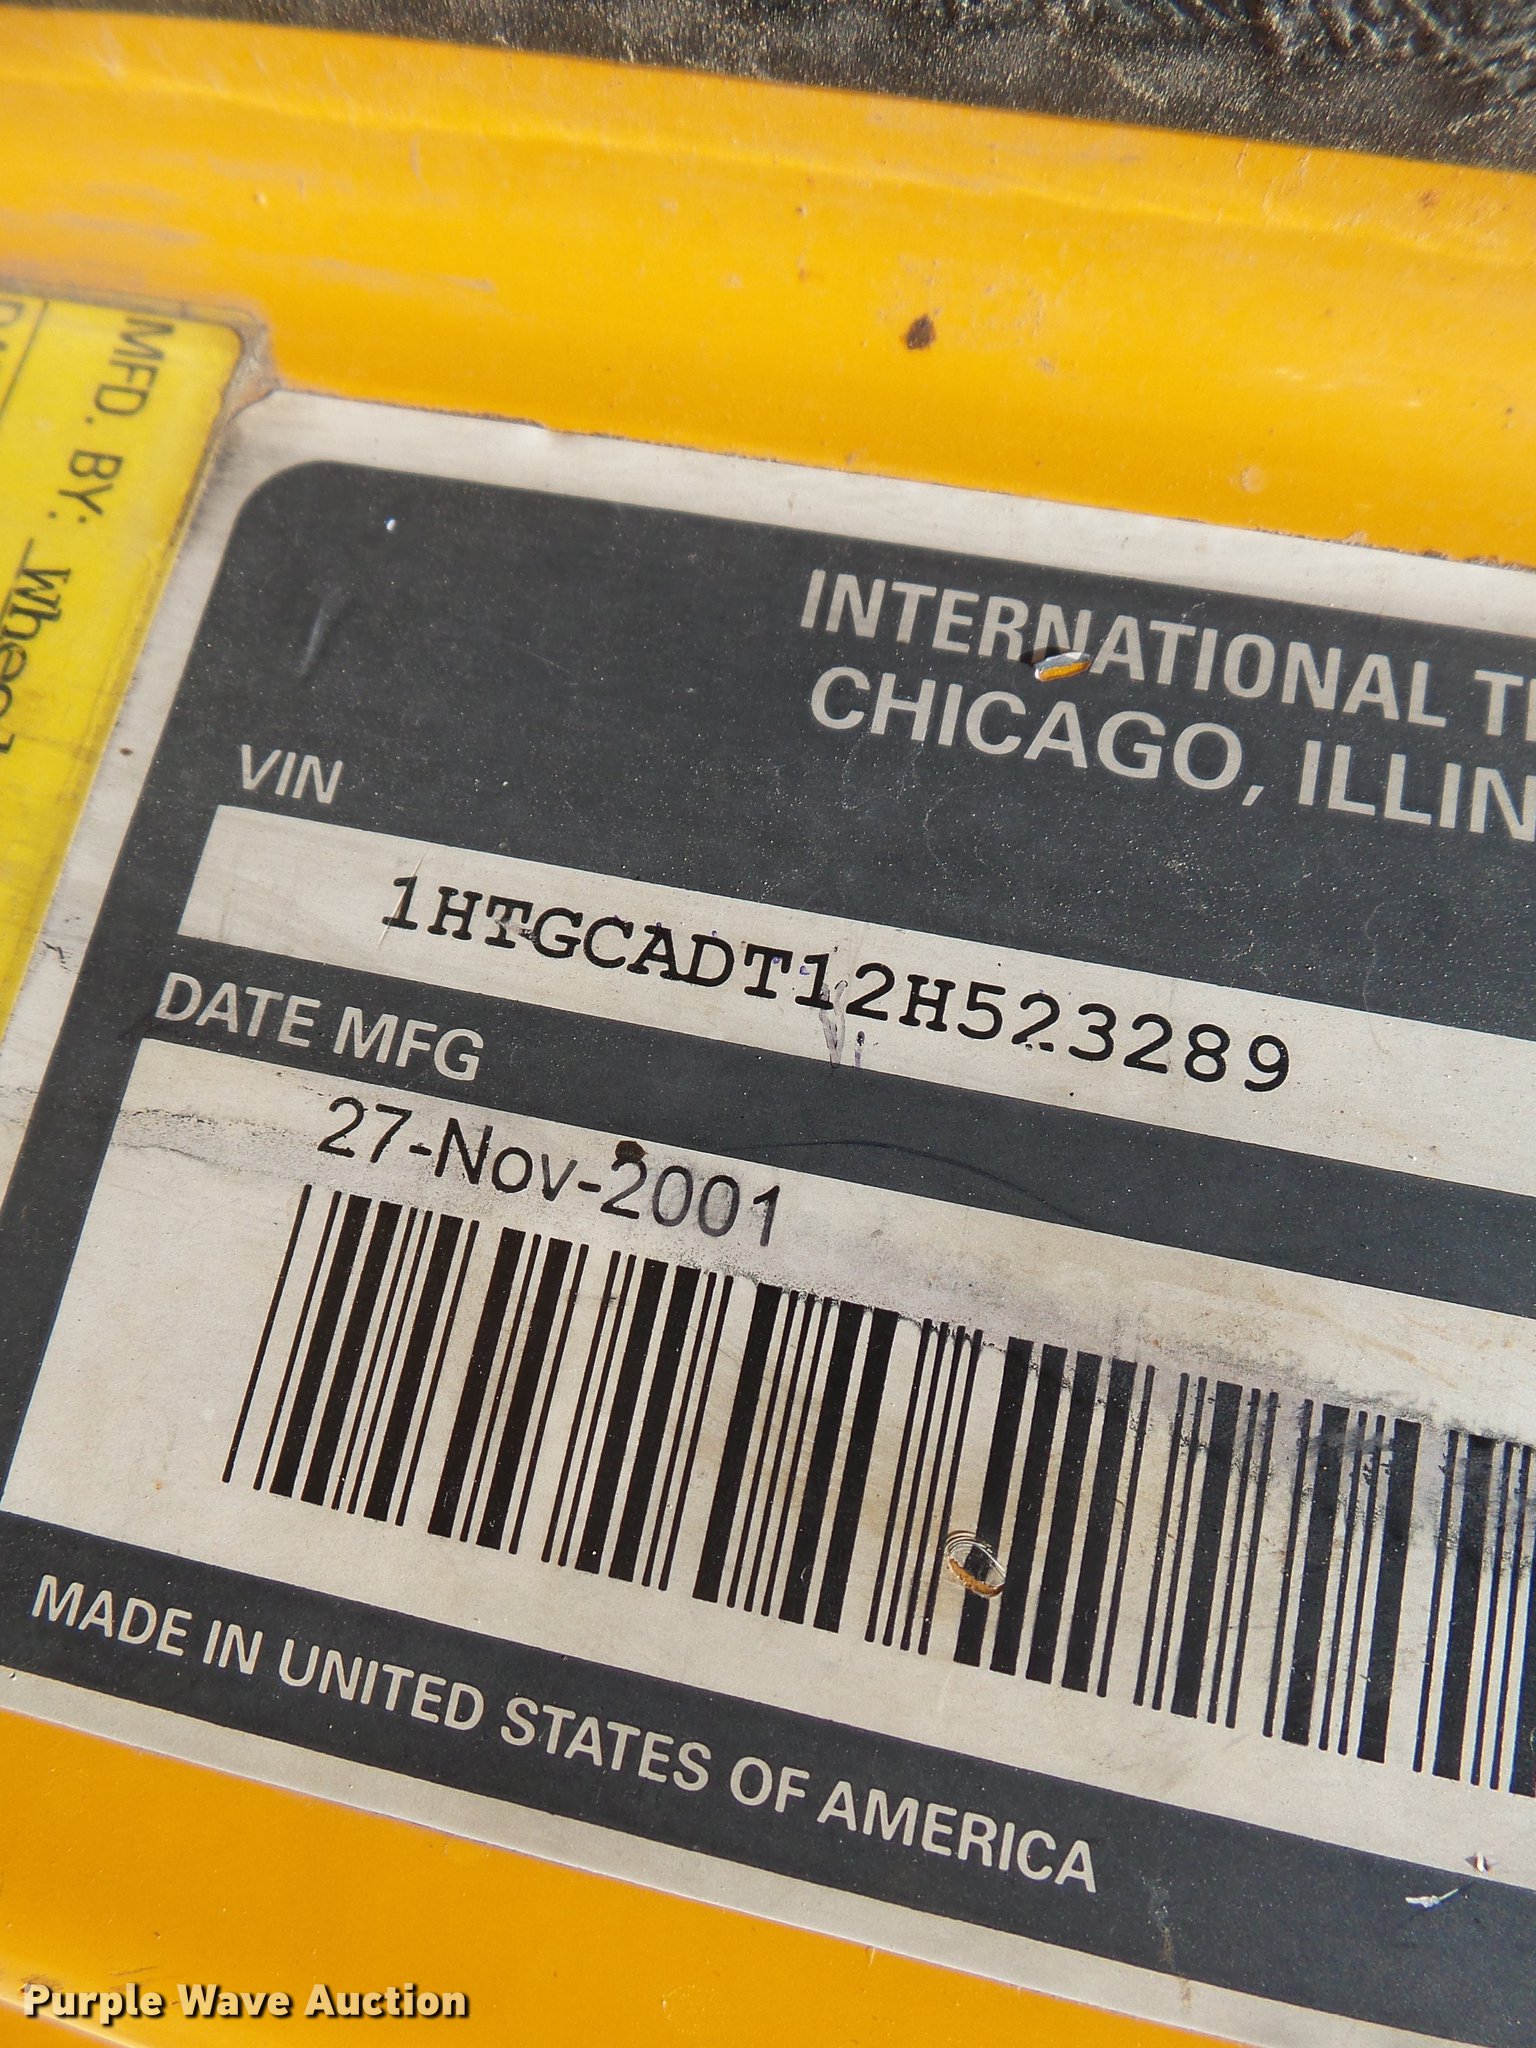 MFD. BY: Wheel
INTERNATIONAL
CHICAGO,
VIN
1HTGCADT12H523289
DATE MFG
27-Nov-2001
MADE IN UNITED STATES OF AMERICA
Purple Wave Auction